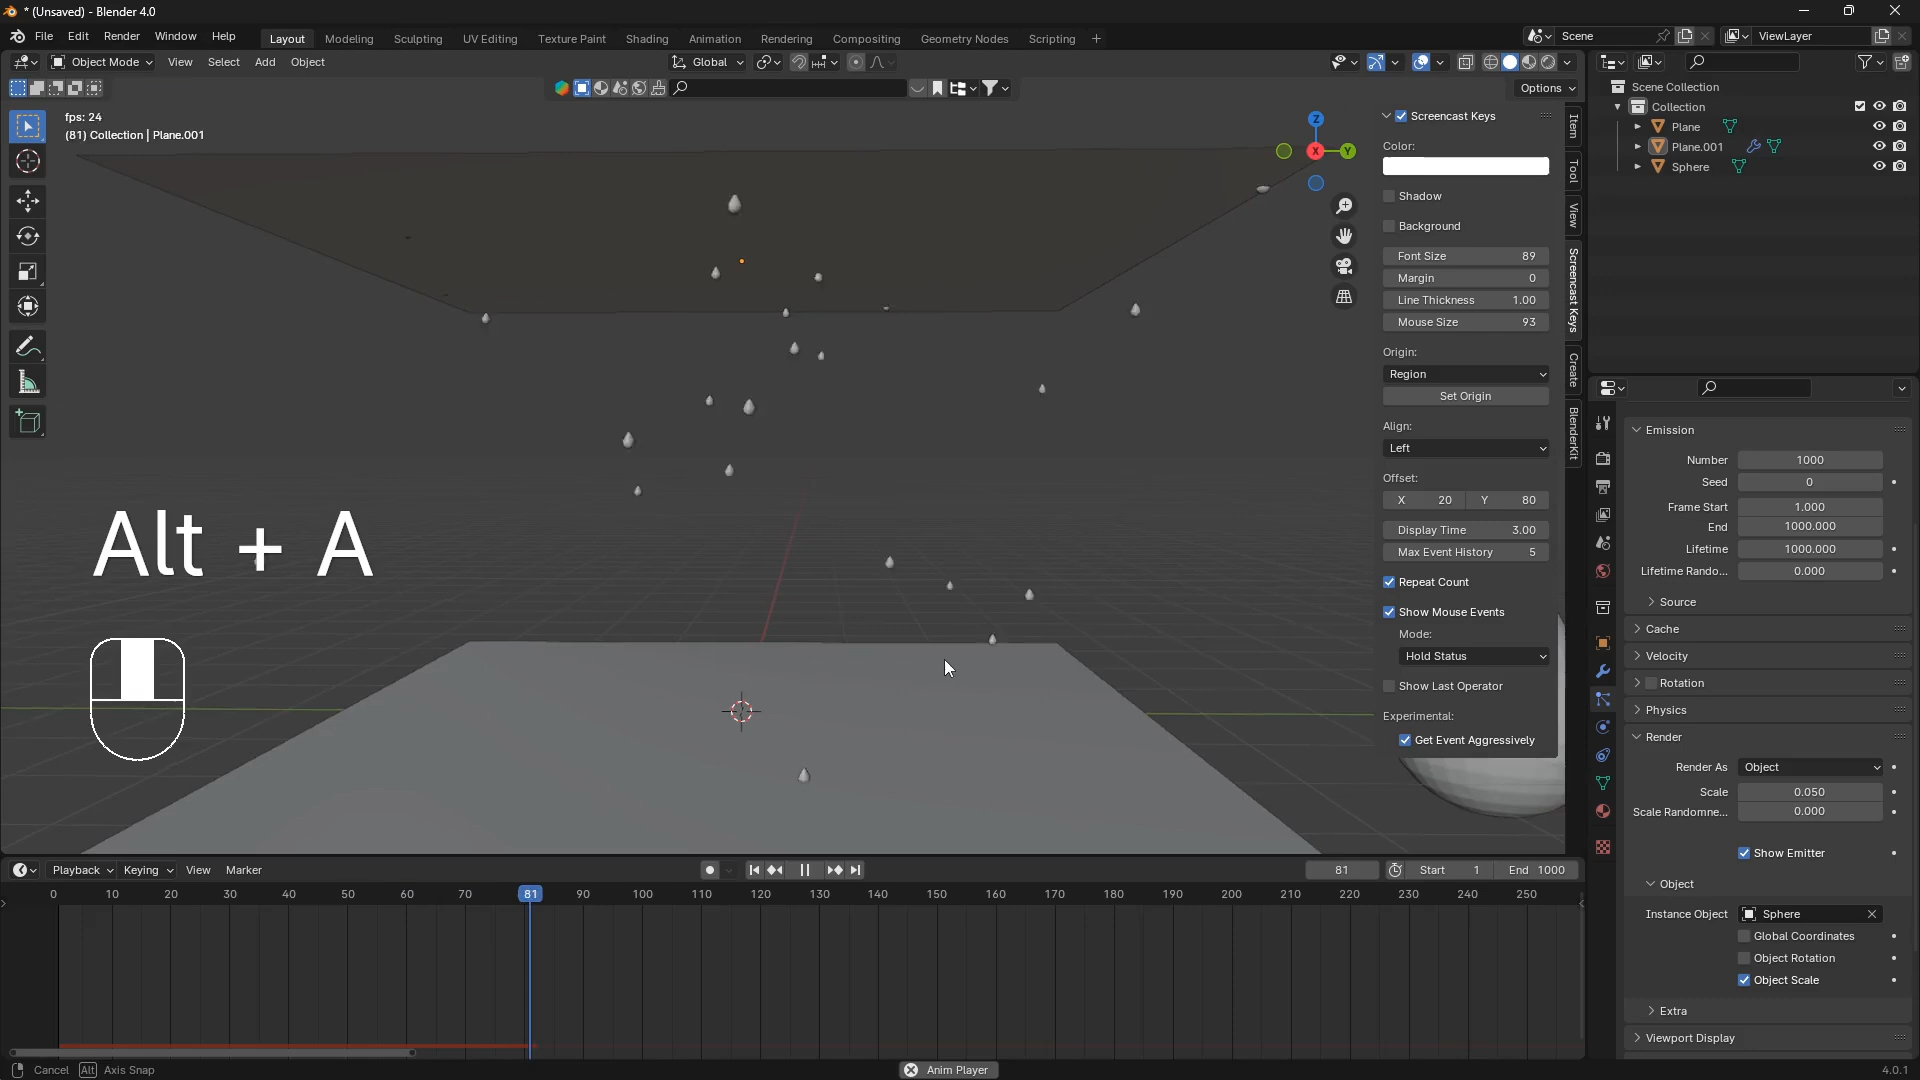 * (Unsaved) - Blender 4.0
File Edit Render Window Help
Layout Modeling Sculpting UV Editing Texture Paint Shading Animation Rendering Compositing Geometry Nodes Scripting +
Scene
ViewLayer
Object Mode View Select Add Object
Global
Options
fps: 24
(81) Collection | Plane.001
Z
X
Y
Screencast Keys
Color:
Shadow
Background
Font Size 89
Margin 0
Line Thickness 1.00
Mouse Size 93
Origin:
Region
Set Origin
Align:
Left
Offset:
X 20 Y 80
Display Time 3.00
Max Event History 5
Repeat Count
Show Mouse Events
Mode:
Hold Status
Show Last Operator
Experimental:
Get Event Aggressively
Item
Tool
View
Screencast Keys
Create
BlenderKit
Alt + A
Scene Collection
Collection
Plane
Plane.001
Sphere
Emission
Number 1000
Seed 0
Frame Start 1.000
End 1000.000
Lifetime 1000.000
Lifetime Rando... 0.000
Source
Cache
Velocity
Rotation
Physics
Render
Render As Object
Scale 0.050
Scale Randomne... 0.000
Show Emitter
Object
Instance Object Sphere
Global Coordinates
Object Rotation
Object Scale
Extra
Viewport Display
Playback Keying View Marker
81 Start 1 End 1000
0 10 20 30 40 50 60 70 81 90 100 110 120 130 140 150 160 170 180 190 200 210 220 230 240 250
Cancel Alt Axis Snap
Anim Player
4.0.1